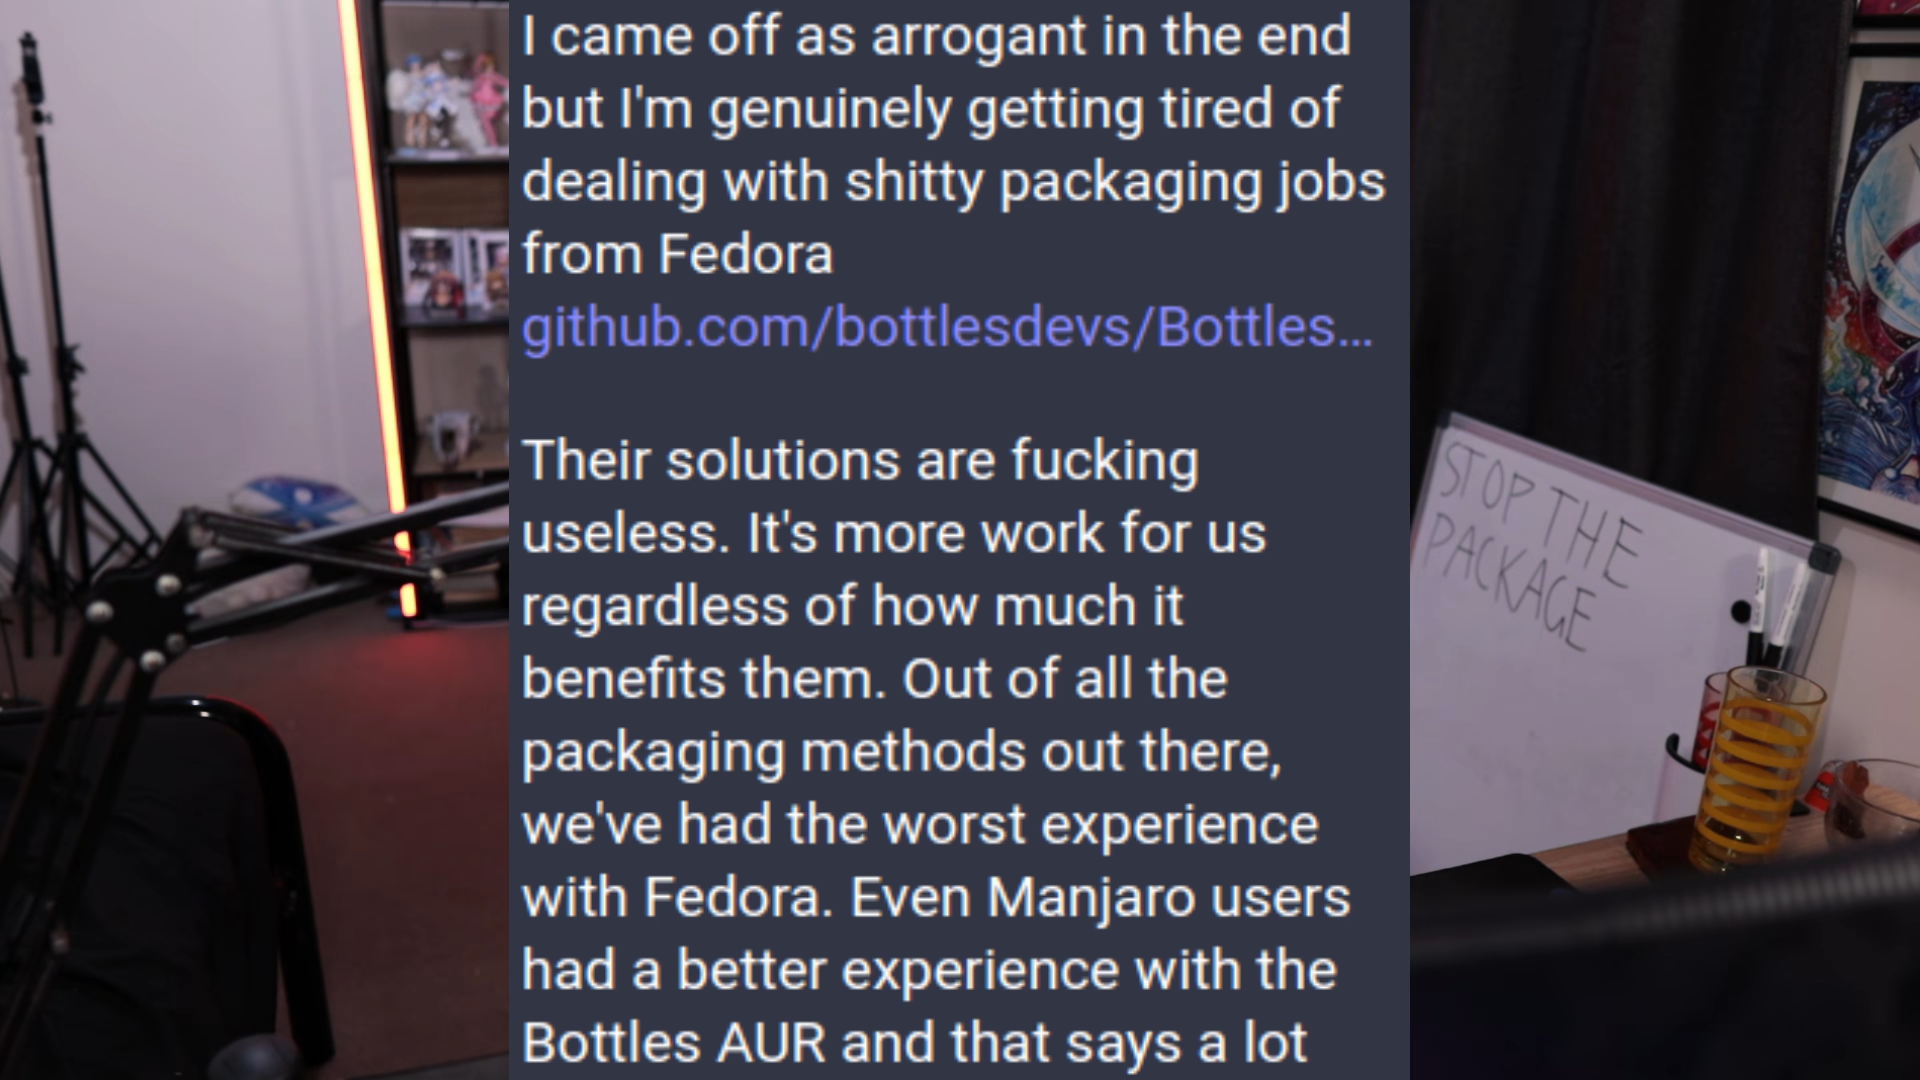 I came off as arrogant in the end
but I'm genuinely getting tired of
dealing with shitty packaging jobs
from Fedora
github.com/bottlesdevs/Bottles...
Their solutions are fucking
useless. It's more work for us
regardless of how much it
benefits them. Out of all the
packaging methods out there,
we've had the worst experience
with Fedora. Even Manjaro users
had a better experience with the
Bottles AUR and that says a lot
STOP THE
PACKAGE